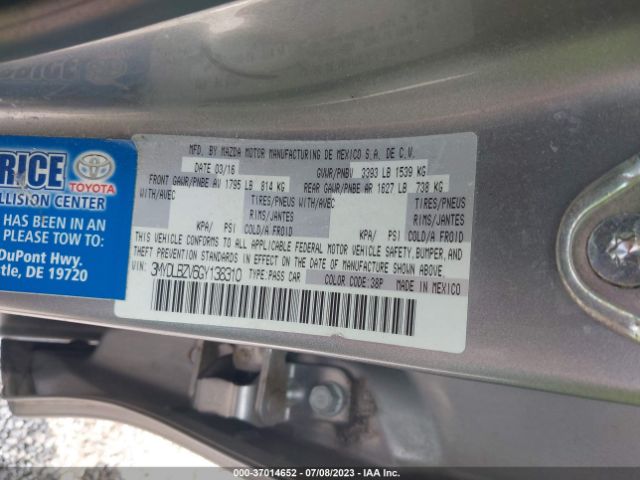 RICE
TOYOTA
LLISION CENTER
HAS BEEN IN AN
PLEASE TOW TO:
DuPont Hwy.
stle, DE 19720
MFD. BY MAZDA MOTOR MANUFACTURING DE MEXICO S.A. DE C.V.
DATE 03/16 GVWR/PNBV 3393 LB 1539 KG
FRONT GAWR/PNBE AV 1795 LB 814 KG REAR GAWR/PNBE AR 1627 LB 738 KG
WITH/AVEC TIRES/PNEUS WITH/AVEC TIRES/PNEUS
RIMS/JANTES RIMS/JANTES
KPA/ PSI COLD/A FROID KPA/ PSI COLD/A FROID
THIS VEHICLE CONFORMS TO ALL APPLICABLE FEDERAL MOTOR VEHICLE SAFETY, BUMPER, AND
THEFT PREVENTION STANDARDS IN EFFECT ON THE DATE OF MANUFACTURE SHOWN ABOVE.
VIN: 3MYDLBZV6GY138310 TYPE: PASS CAR COLOR CODE: 38P MADE IN MEXICO
000-37014652 / 07/08/2023 - IAA Inc.